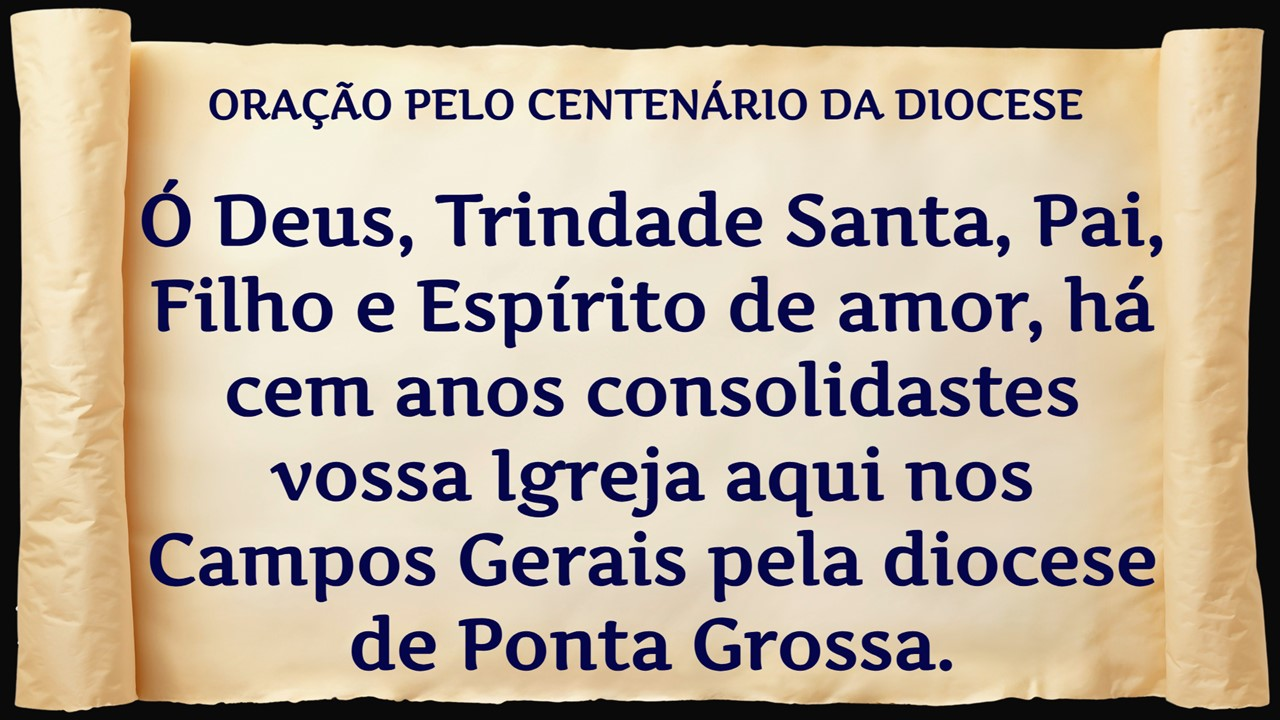 ORAÇÃO PELO CENTENÁRIO DA DIOCESE
Ó Deus, Trindade Santa, Pai,
Filho e Espírito de amor, há
cem anos consolidastes
vossa Igreja aqui nos
Campos Gerais pela diocese
de Ponta Grossa.